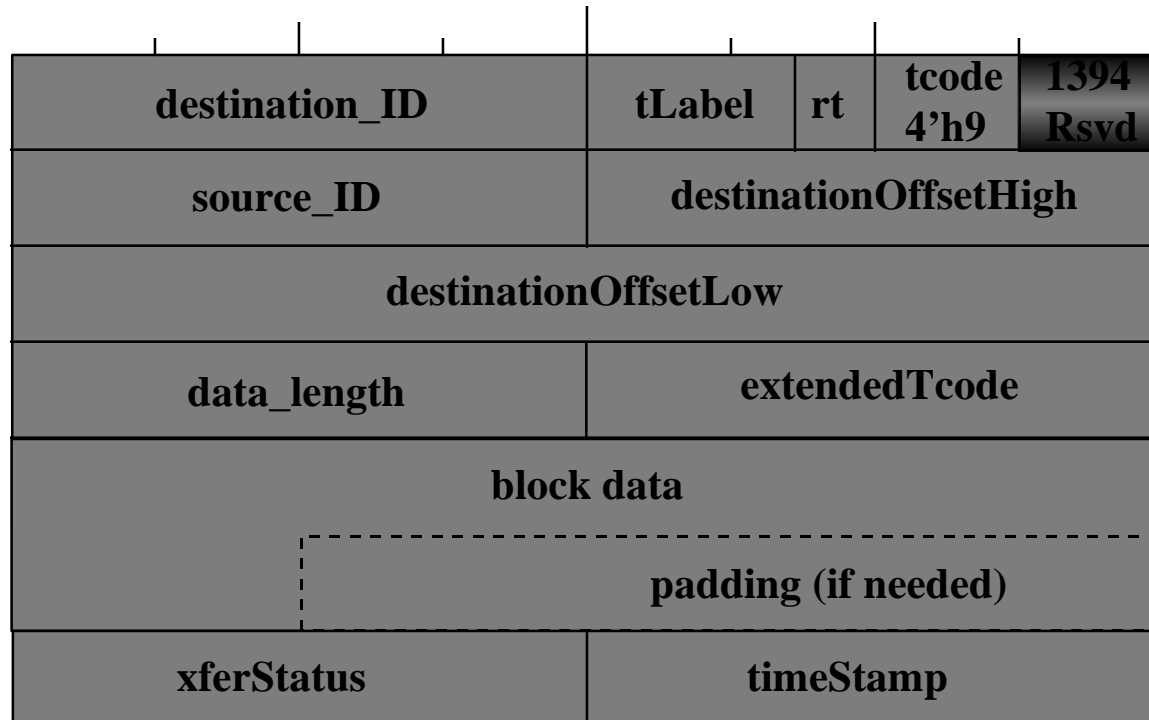 destination_ID
tLabel
rt
tcode
4’h9
1394
Rsvd
source_ID
destinationOffsetHigh
destinationOffsetLow
data_length
extendedTcode
block data
padding (if needed)
xferStatus
timeStamp